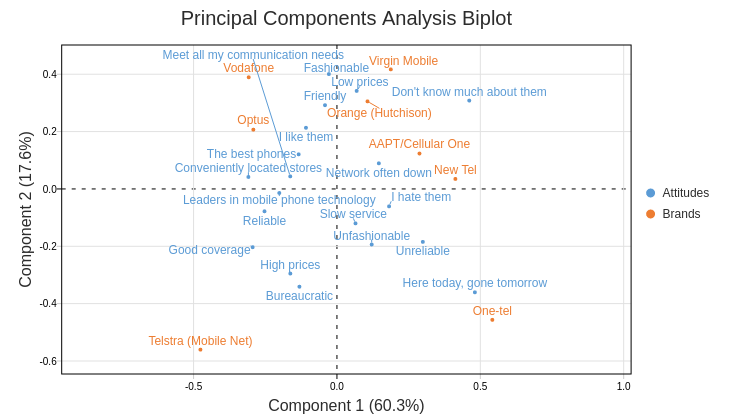 Principal Components Analysis Biplot
Meet all my communication needs
Virgin Mobile
Vodafone
Fashionable
0.4
Low prices
Don't know much about them
Friendly
Orange (Hutchison)
Optus
0.2
I like them
AAPT/Cellular One
The best phones
Conveniently located stores
Network often down
New Tel
0.0
Attitudes
Leaders in mobile phone technology
I hate them
Slow service
Brands
Reliable
Unfashionable
Good coverage
Unreliable
-0.2
High prices
Here today, gone tomorrow
Bureaucratic
-0.4
One-tel
Telstra (Mobile Net)
-0.6
-0.5
0.0
0.5
1.0
Component 1 (60.3%)
Component 2 (17.6%)